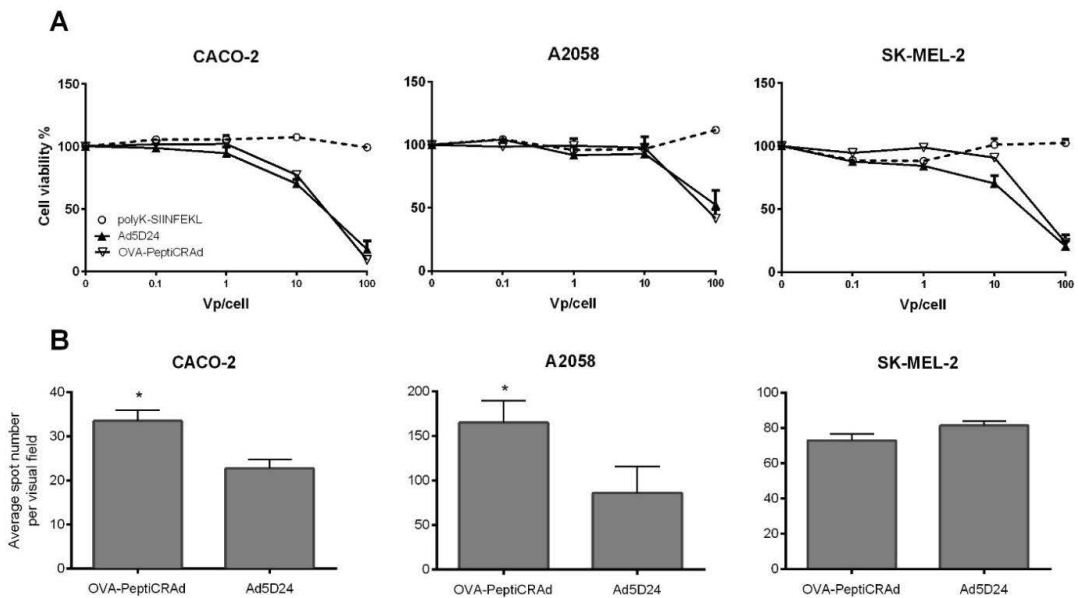 A
CACO-2
A2058
SK-MEL-2
Cell viability %
150
100
50
0
polyK-SIINFEKL
Ad5D24
OVA-PeptiCRAd
0
0.1
1
10
100
Vp/cell
150
100
50
0
0
0.1
1
10
100
Vp/cell
150
100
50
0
0
0.1
1
10
100
Vp/cell
B
CACO-2
A2058
SK-MEL-2
Average spot number
per visual field
40
30
20
10
0
*
OVA-PeptiCRAd
Ad5D24
200
150
100
50
0
*
OVA-PeptiCRAd
Ad5D24
100
80
60
40
20
0
OVA-PeptiCRAd
Ad5D24